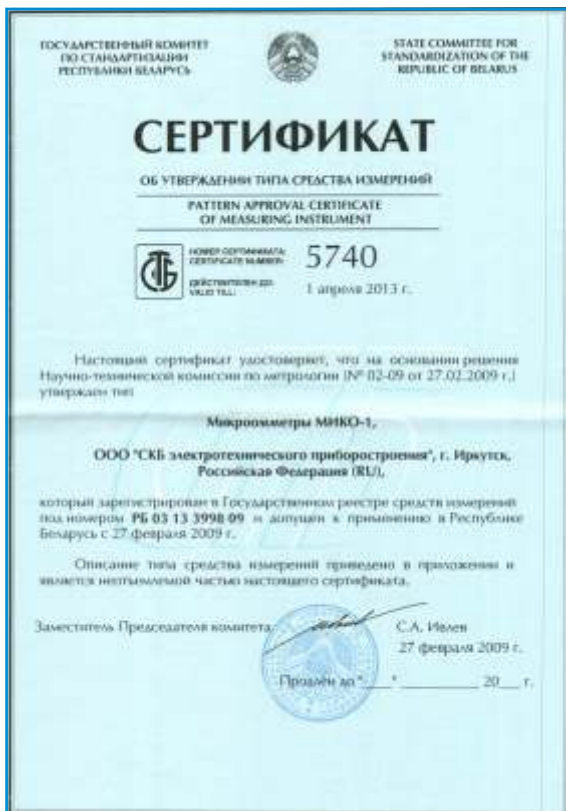 ГОСУДАРСТВЕННЫЙ КОМИТЕТ
ПО СТАНДАРТИЗАЦИИ
РЕСПУБЛИКИ БЕЛАРУСЬ
STATE COMMITTEE FOR
STANDARDIZATION OF THE
REPUBLIC OF BELARUS
СЕРТИФИКАТ
ОБ УТВЕРЖДЕНИИ ТИПА СРЕДСТВА ИЗМЕРЕНИЙ
PATTERN APPROVAL CERTIFICATE
OF MEASURING INSTRUMENT
НОМЕР СЕРТИФИКАТА:
CERTIFICATE NUMBER:
5740
ДЕЙСТВИТЕЛЕН ДО:
VALID TILL:
1 апреля 2013 г.
Настоящий сертификат удостоверяет, что на основании решения
Научно-технической комиссии по метрологии (№ 02-09 от 27.02.2009 г.)
утвержден тип
Микроомметры МИКО-1,
ООО "СКБ электротехнического приборостроения", г. Иркутск,
Российская Федерация (RU),
который зарегистрирован в Государственном реестре средств измерений
под номером РБ 03 13 3998 09 и допущен к применению в Республике
Беларусь с 27 февраля 2009 г.
Описание типа средства измерений приведено в приложении и
является неотъемлемой частью настоящего сертификата.
Заместитель Председателя комитета
С.А. Ивлев
27 февраля 2009 г.
Продлен до "___" _________ 20___ г.